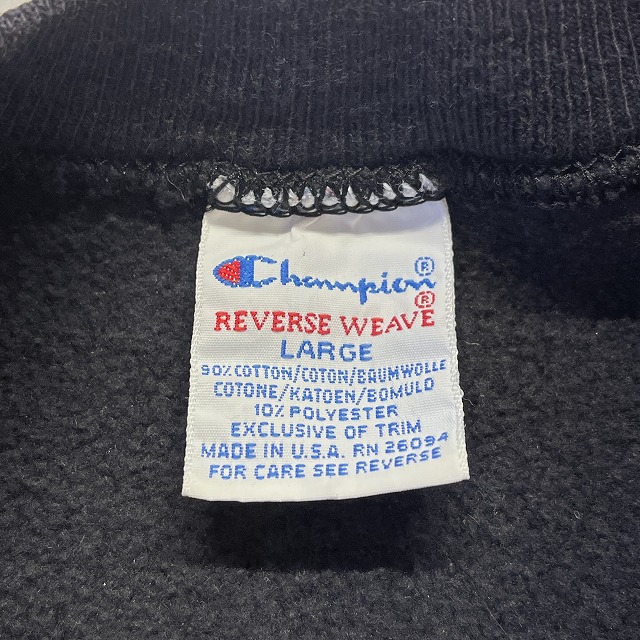 Champion®
®
REVERSE WEAVE
LARGE
90% COTTON/COTON/BAUMWOLLE
COTONE/KATOEN/BOMULD
10% POLYESTER
EXCLUSIVE OF TRIM
MADE IN U.S.A. RN 26094
FOR CARE SEE REVERSE